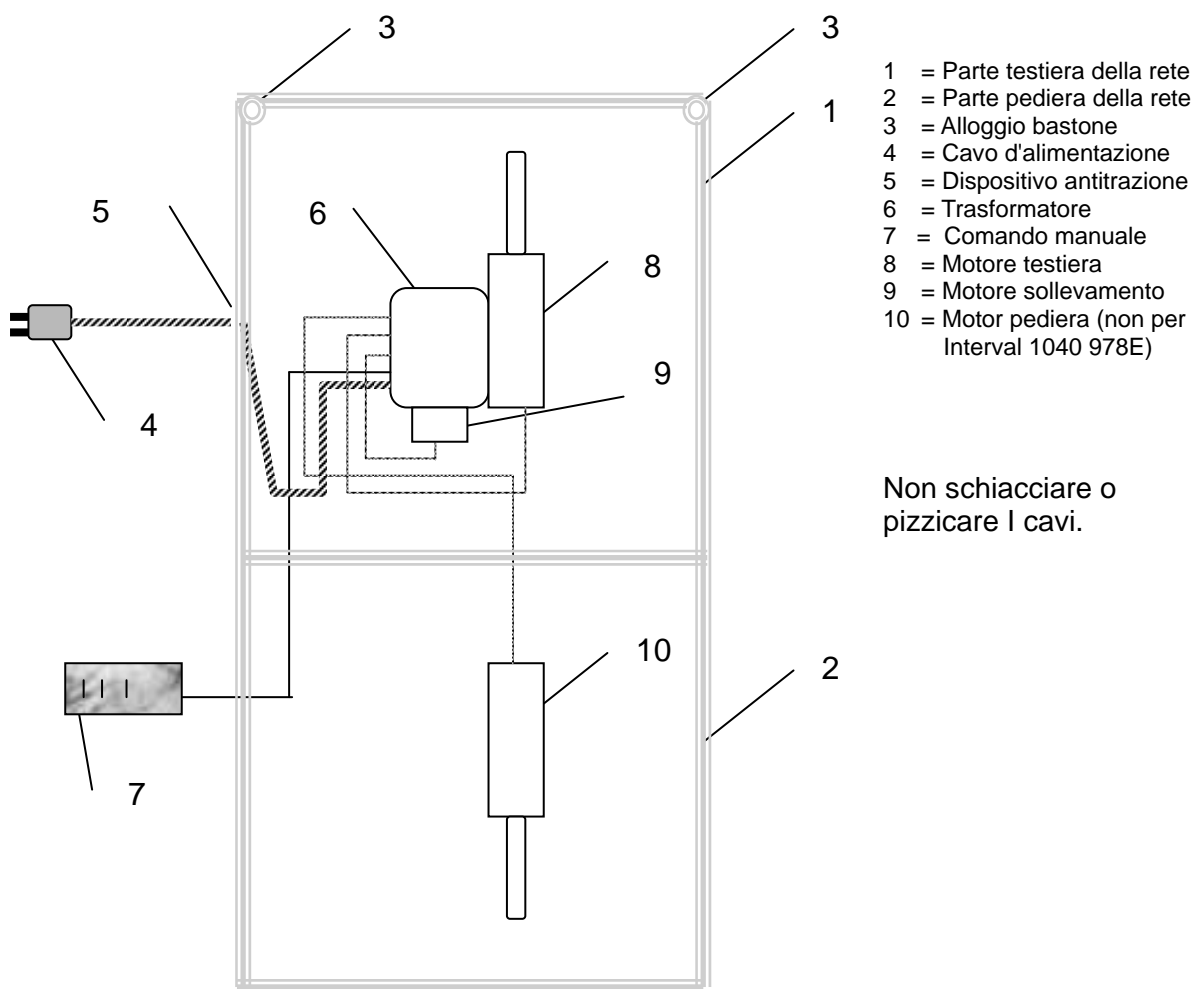 3
3
1
5
6
8
9
4
10
2
7
1 = Parte testiera della rete
2 = Parte pediera della rete
3 = Alloggio bastone
4 = Cavo d'alimentazione
5 = Dispositivo antitrazione
6 = Trasformatore
7 = Comando manuale
8 = Motore testiera
9 = Motore sollevamento
10 = Motor pediera (non per
Interval 1040 978E)
Non schiacciare o
pizzicare I cavi.